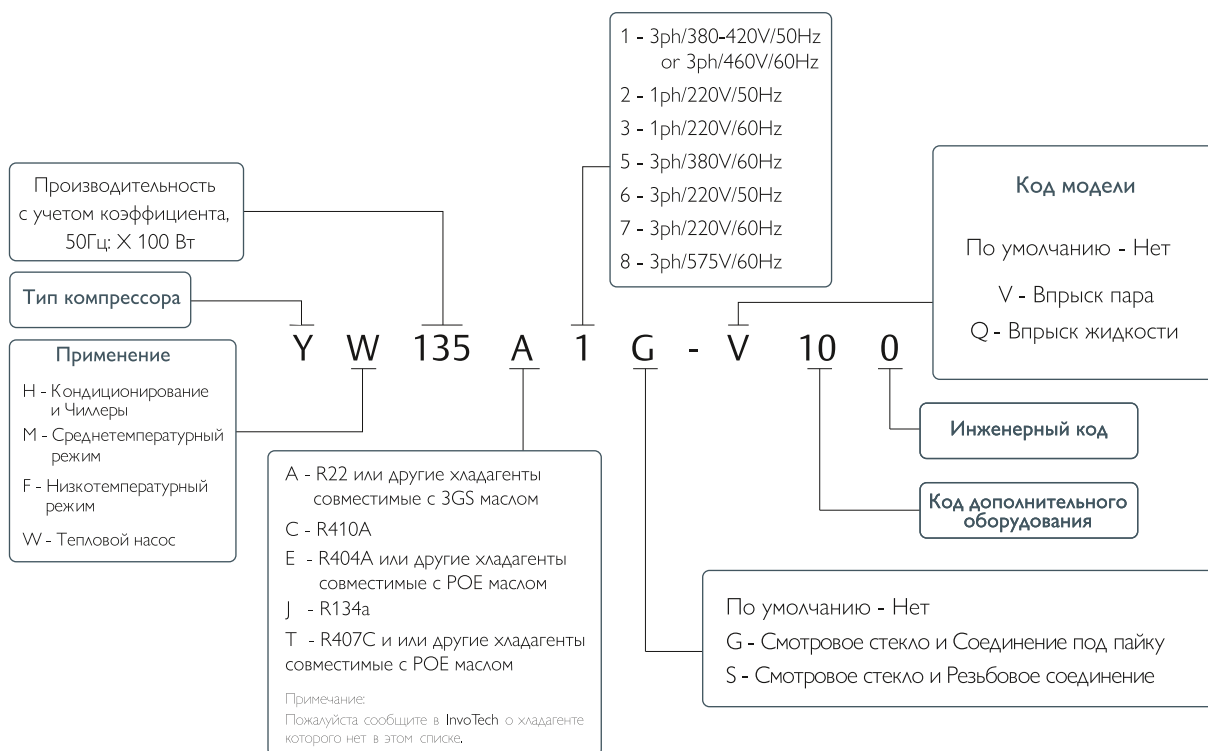 1 - 3ph/380-420V/50Hz
or 3ph/460V/60Hz
2 - 1ph/220V/50Hz
3 - 1ph/220V/60Hz
5 - 3ph/380V/60Hz
6 - 3ph/220V/50Hz
7 - 3ph/220V/60Hz
8 - 3ph/575V/60Hz
Производительность
с учетом коэффициента,
50Гц: X 100 Вт
Тип компрессора
Код модели
По умолчанию - Нет
V - Впрыск пара
Q - Впрыск жидкости
Y W 135 A 1 G - V 10 0
Применение
H - Кондиционирование
и Чиллеры
M - Среднетемпературный
режим
F - Низкотемпературный
режим
W - Тепловой насос
A - R22 или другие хладагенты
совместимые с 3GS маслом
C - R410A
E - R404A или другие хладагенты
совместимые с POE маслом
J - R134a
T - R407C и или другие хладагенты
совместимые с POE маслом
Примечание:
Пожалуйста сообщите в InvoTech о хладагенте
которого нет в этом списке.
Инженерный код
Код дополнительного
оборудования
По умолчанию - Нет
G - Смотровое стекло и Соединение под пайку
S - Смотровое стекло и Резьбовое соединение